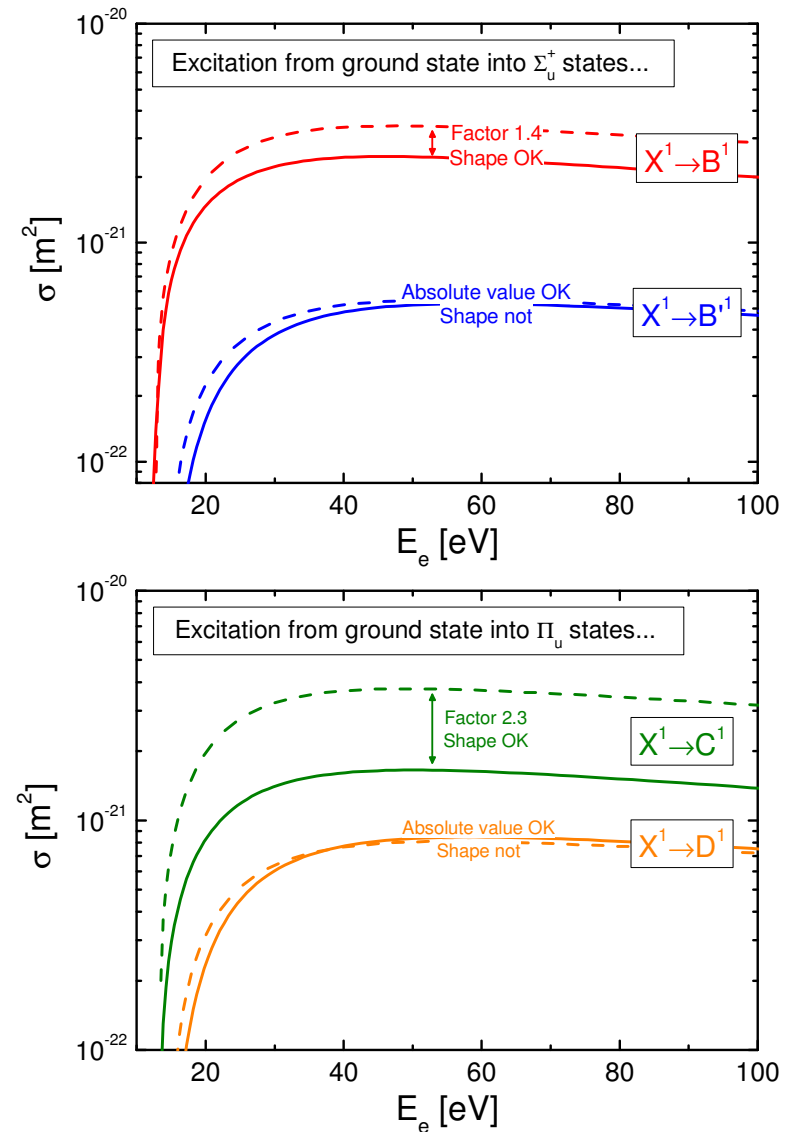 10⁻²⁰
Excitation from ground state into Σᵤ⁺ states...
Factor 1.4
Shape OK
X¹→B¹
10⁻²¹
σ [m²]
Absolute value OK
Shape not
X¹→B'¹
10⁻²²
20 40 60 80 100
Eₑ [eV]
10⁻²⁰
Excitation from ground state into Πᵤ states...
Factor 2.3
Shape OK
X¹→C¹
10⁻²¹
σ [m²]
Absolute value OK
Shape not
X¹→D¹
10⁻²²
20 40 60 80 100
Eₑ [eV]